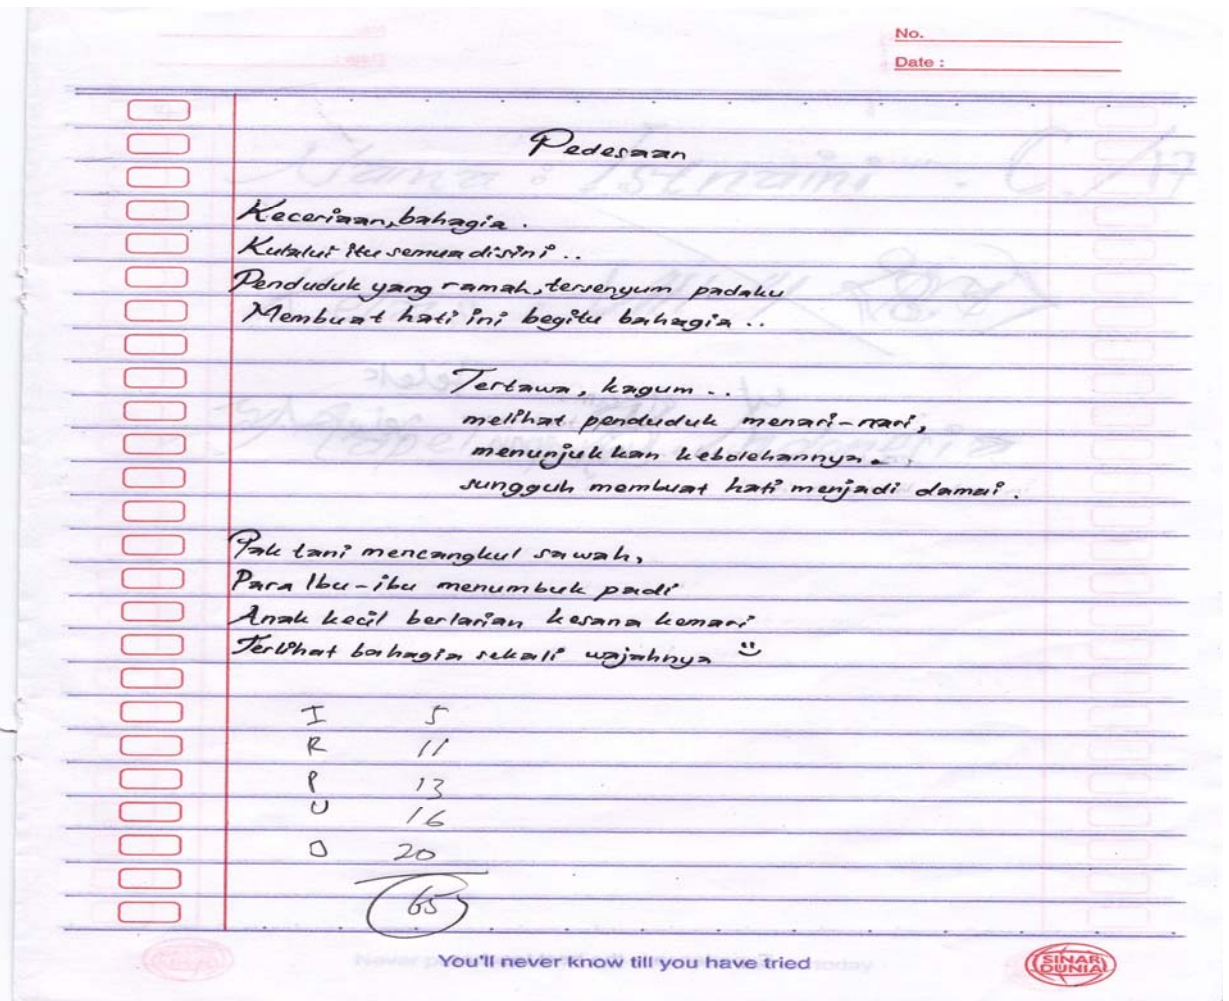 No.
Date :
Pedesaan
Keceriaan, bahagia.
Kulalui itu semua disini..
Penduduk yang ramah, tersenyum padaku
Membuat hati ini begitu bahagia..
Tertawa, kagum..
melihat penduduk menari-nari,
menunjukkan kebolehannya..
sungguh membuat hati menjadi damai.
Pak tani mencangkul sawah,
Para Ibu-ibu menumbuk padi
Anak kecil berlarian kesana kemari
Terlihat bahagia sekali wajahnya
I 5
R 11
P 13
U 16
O 20
65
You'll never know till you have tried
SINAR DUNIA